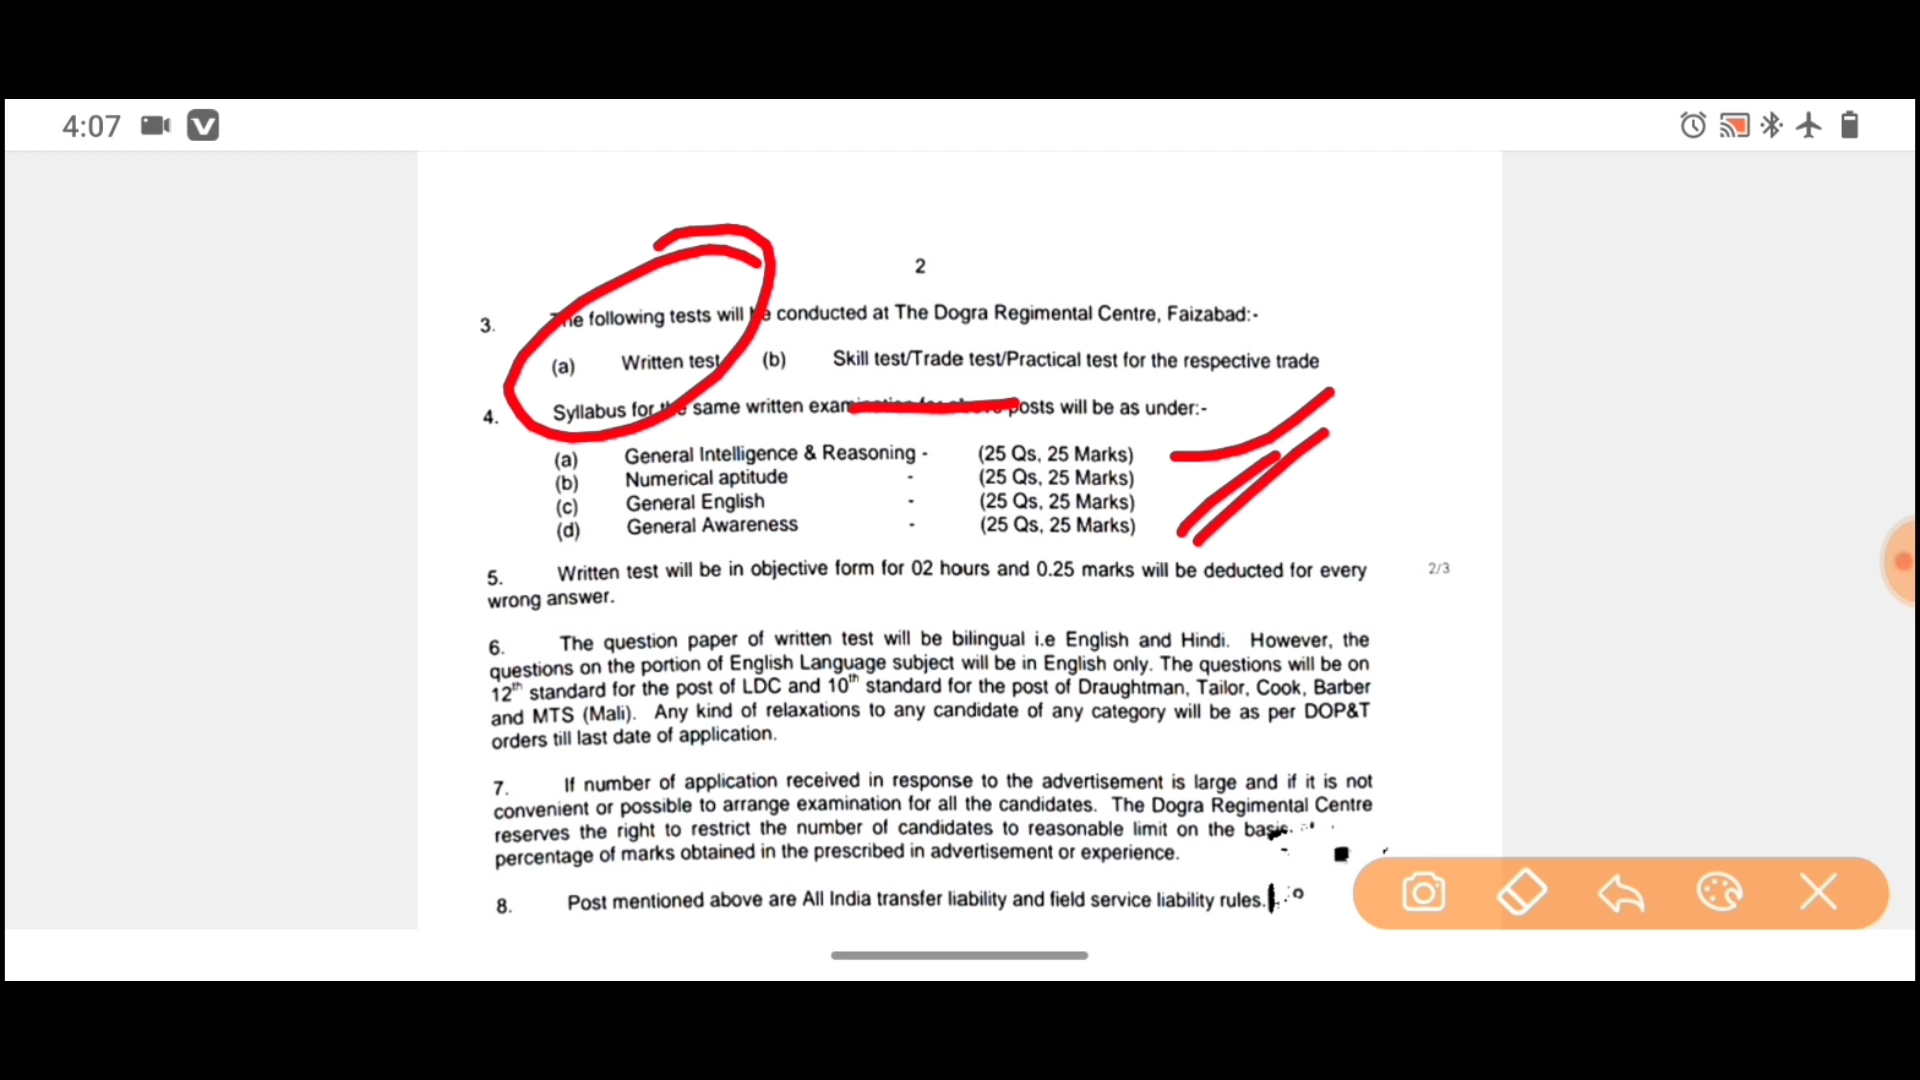 4:07
2
3. The following tests will be conducted at The Dogra Regimental Centre, Faizabad:-
(a) Written test (b) Skill test/Trade test/Practical test for the respective trade
4. Syllabus for the same written examination for above posts will be as under:-
(a) General Intelligence & Reasoning - (25 Qs, 25 Marks)
(b) Numerical aptitude - (25 Qs, 25 Marks)
(c) General English - (25 Qs, 25 Marks)
(d) General Awareness - (25 Qs, 25 Marks)
5. Written test will be in objective form for 02 hours and 0.25 marks will be deducted for every
wrong answer.
2/3
6. The question paper of written test will be bilingual i.e English and Hindi. However, the
questions on the portion of English Language subject will be in English only. The questions will be on
12th standard for the post of LDC and 10th standard for the post of Draughtman, Tailor, Cook, Barber
and MTS (Mali). Any kind of relaxations to any candidate of any category will be as per DOP&T
orders till last date of application.
7. If number of application received in response to the advertisement is large and if it is not
convenient or possible to arrange examination for all the candidates. The Dogra Regimental Centre
reserves the right to restrict the number of candidates to reasonable limit on the basis
percentage of marks obtained in the prescribed in advertisement or experience.
8. Post mentioned above are All India transfer liability and field service liability rules.